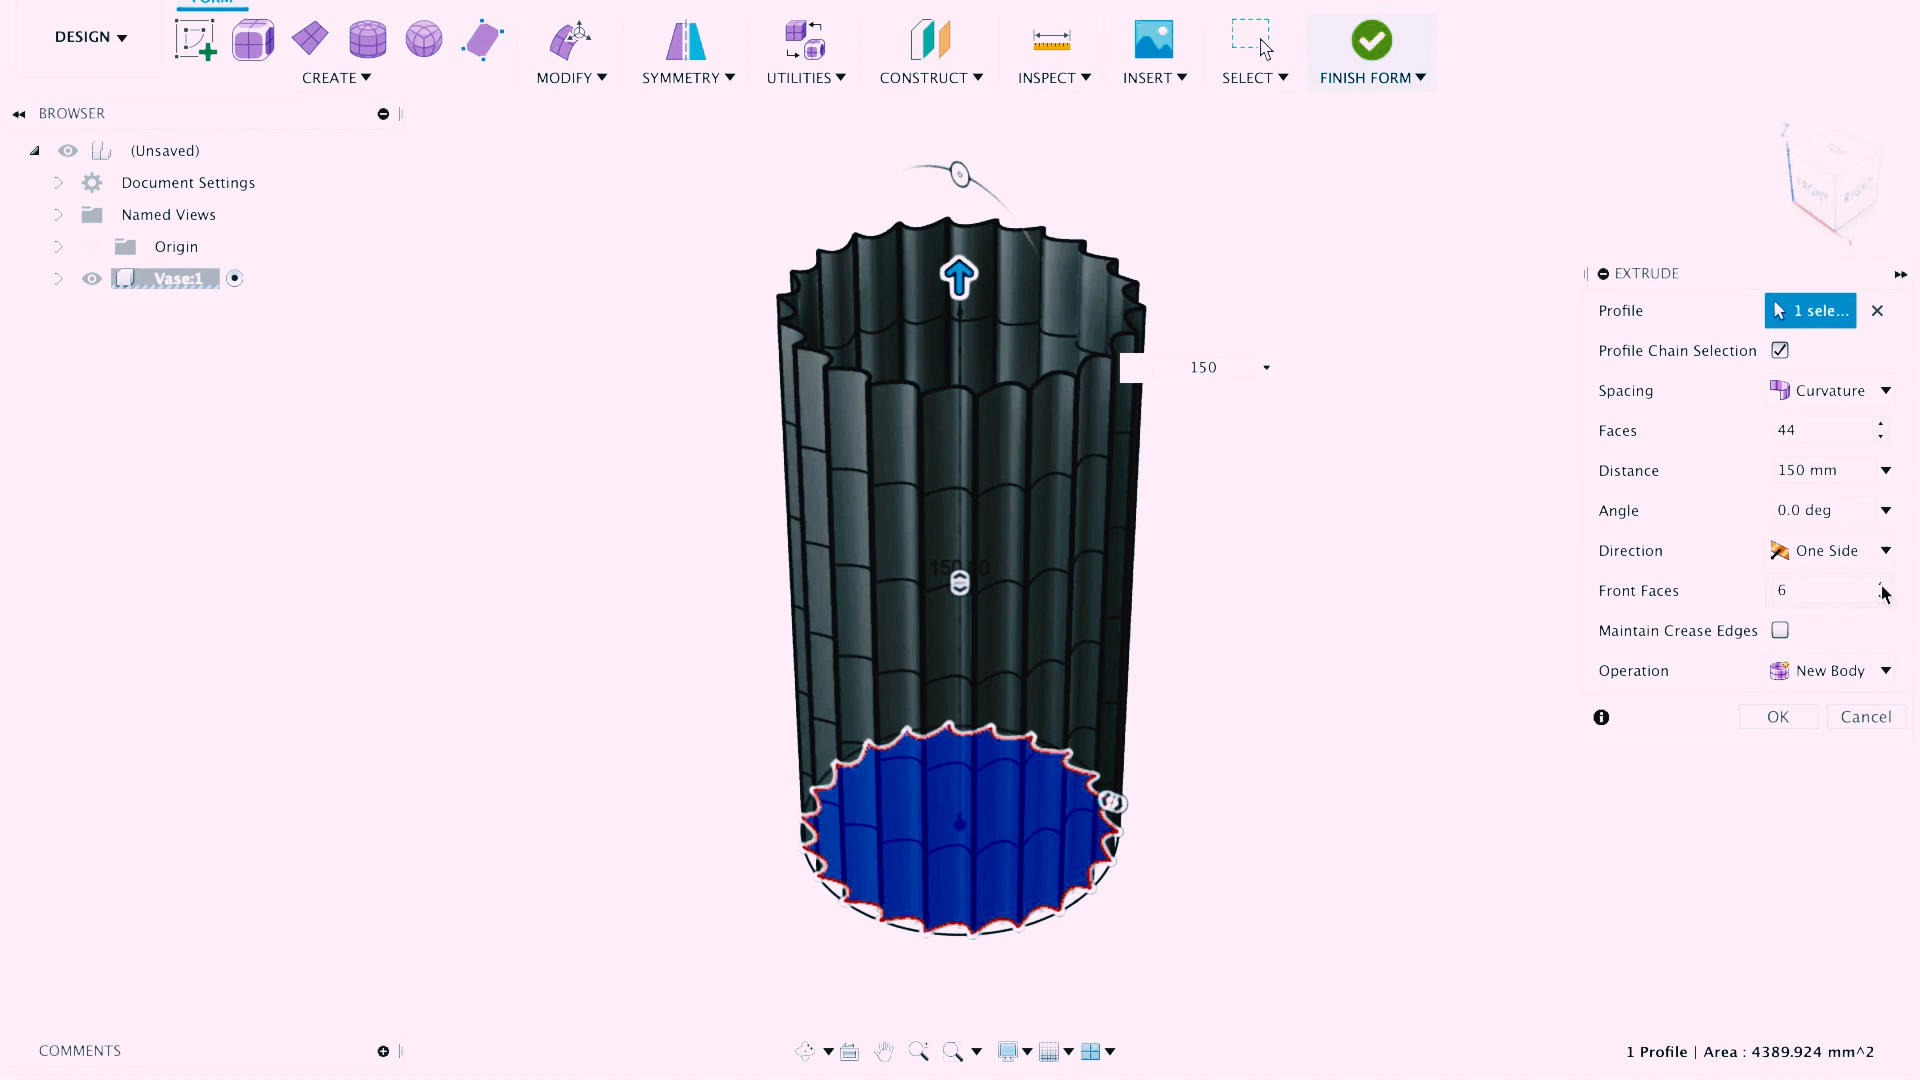 FORM
DESIGN
CREATE
MODIFY
SYMMETRY
UTILITIES
CONSTRUCT
INSPECT
INSERT
SELECT
FINISH FORM
BROWSER
(Unsaved)
Document Settings
Named Views
Origin
Vase:1
Z
FRONT
RIGHT
150
EXTRUDE
Profile
1 sele...
Profile Chain Selection
Spacing
Curvature
Faces
44
Distance
150 mm
Angle
0.0 deg
Direction
One Side
Front Faces
6
Maintain Crease Edges
Operation
New Body
OK
Cancel
COMMENTS
1 Profile | Area : 4389.924 mm^2